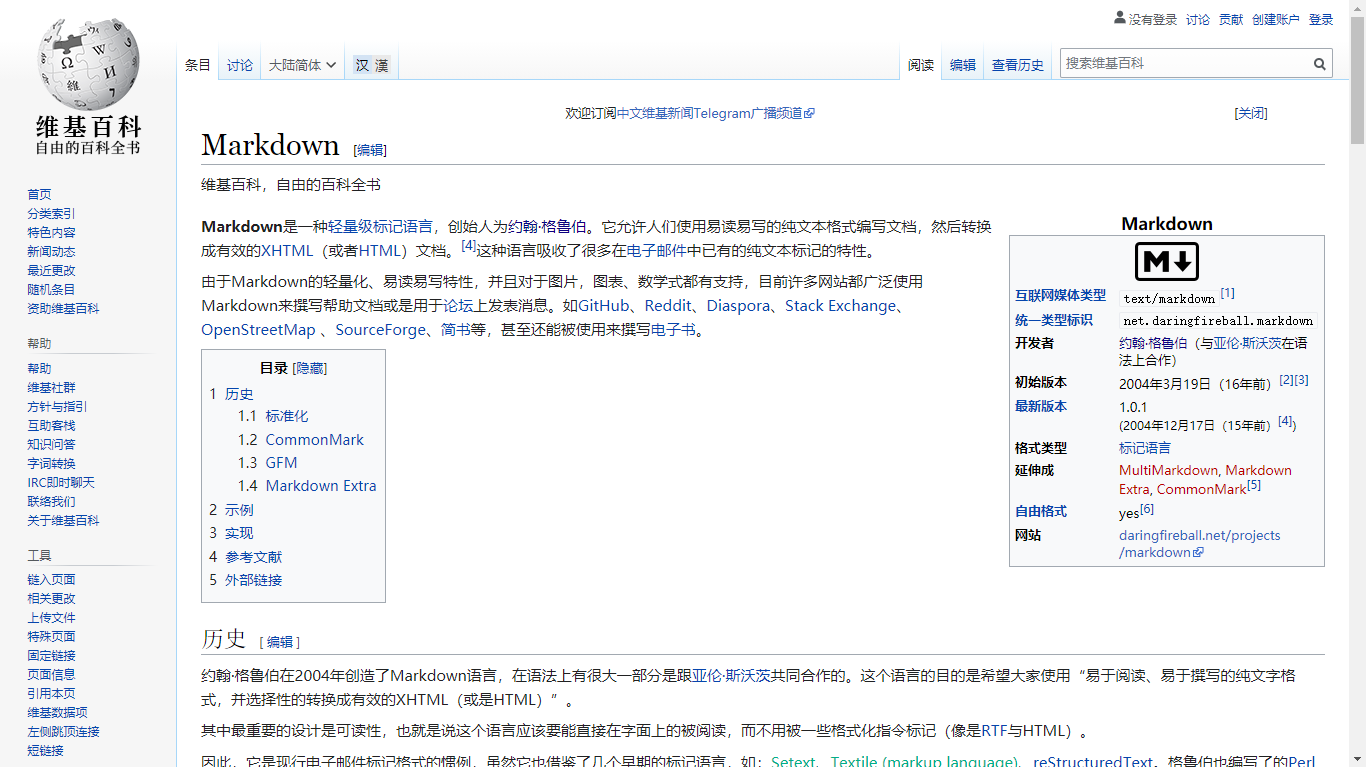 没有登录 讨论 贡献 创建账户 登录
条目 讨论 大陆简体 汉 漢 阅读 编辑 查看历史 搜索维基百科
维基百科
自由的百科全书
首页
分类索引
特色内容
新闻动态
最近更改
随机条目
资助维基百科
帮助
帮助
维基社群
方针与指引
互助客栈
知识问答
字词转换
IRC即时聊天
联络我们
关于维基百科
工具
链入页面
相关更改
上传文件
特殊页面
固定链接
页面信息
引用本页
维基数据项
左侧跳顶连接
短链接
欢迎订阅中文维基新闻Telegram广播频道 [关闭]
Markdown [编辑]
维基百科，自由的百科全书
Markdown是一种轻量级标记语言，创始人为约翰·格鲁伯。它允许人们使用易读易写的纯文本格式编写文档，然后转换
成有效的XHTML（或者HTML）文档。[4]这种语言吸收了很多在电子邮件中已有的纯文本标记的特性。
由于Markdown的轻量化、易读易写特性，并且对于图片，图表、数学式都有支持，目前许多网站都广泛使用
Markdown来撰写帮助文档或是用于论坛上发表消息。如GitHub、Reddit、Diaspora、Stack Exchange、
OpenStreetMap 、SourceForge、简书等，甚至还能被使用来撰写电子书。
Markdown
M
互联网媒体类型 text/markdown [1]
统一类型标识 net.daringfireball.markdown
开发者 约翰·格鲁伯（与亚伦·斯沃茨在语
法上合作）
初始版本 2004年3月19日（16年前）[2][3]
最新版本 1.0.1
(2004年12月17日（15年前）[4])
格式类型 标记语言
延伸成 MultiMarkdown, Markdown
Extra, CommonMark[5]
自由格式 yes[6]
网站 daringfireball.net/projects
/markdown
目录 [隐藏]
1 历史
1.1 标准化
1.2 CommonMark
1.3 GFM
1.4 Markdown Extra
2 示例
3 实现
4 参考文献
5 外部链接
历史 [ 编辑 ]
约翰·格鲁伯在2004年创造了Markdown语言，在语法上有很大一部分是跟亚伦·斯沃茨共同合作的。这个语言的目的是希望大家使用“易于阅读、易于撰写的纯文字格
式，并选择性的转换成有效的XHTML（或是HTML）”。
其中最重要的设计是可读性，也就是说这个语言应该要能直接在字面上的被阅读，而不用被一些格式化指令标记（像是RTF与HTML）。
因此，它是现行电子邮件标记格式的惯例，虽然它也借鉴了几个早期的标记语言，如：Setext、Textile (markup language)、reStructuredText。格鲁伯也编写了的Perl